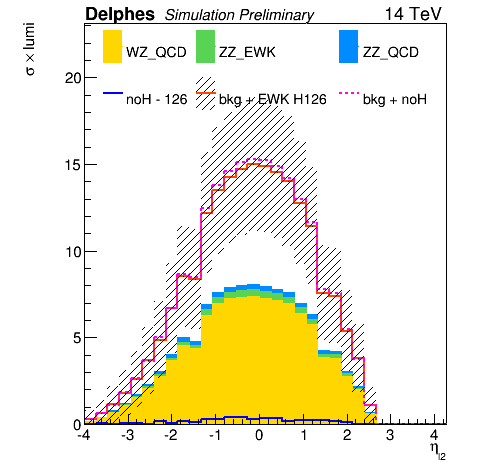 Delphes Simulation Preliminary 14 TeV
σ × lumi
WZ_QCD ZZ_EWK ZZ_QCD
noH - 126 bkg + EWK H126 bkg + noH
20
15
10
5
0
-4 -3 -2 -1 0 1 2 3 4
η_l2